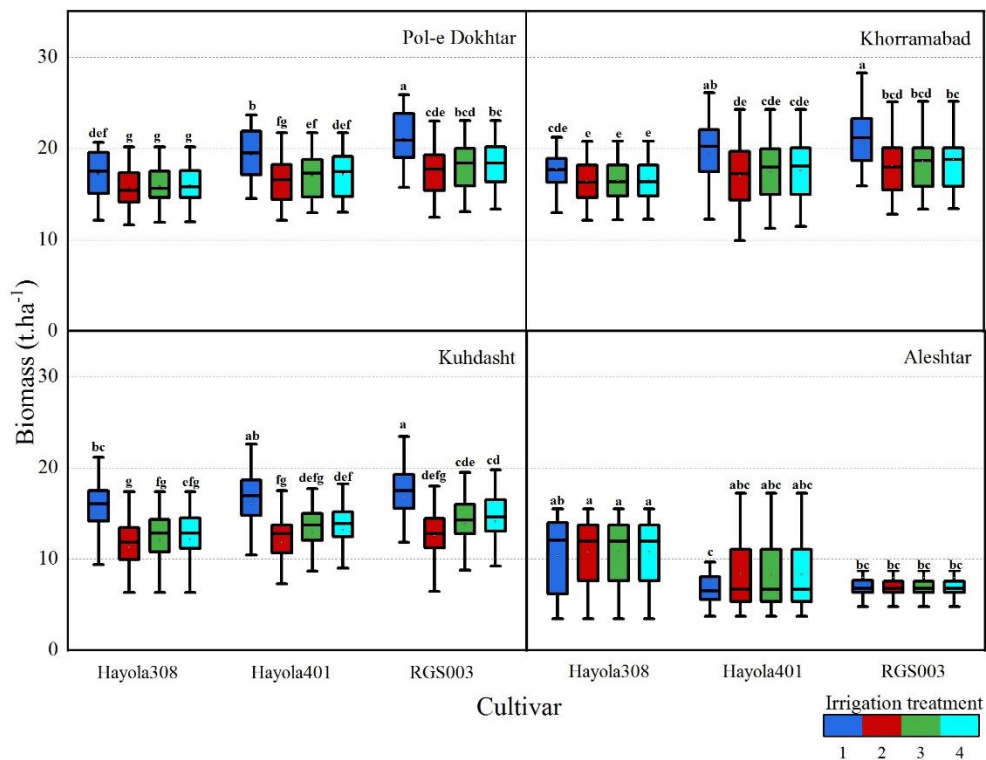 Pol-e Dokhtar
Khorramabad
30
a
a
b
ab
def g g g
fg ef def
cde bcd bc
cde e e e
de cde cde
bcd bcd bc
20
10
0
Biomass (t.ha⁻¹)
Kuhdasht
Aleshtar
30
bc g fg efg
ab fg defg def
a defg cde cd
ab a a a
c abc abc abc
bc bc bc bc
20
10
0
Hayola308 Hayola401 RGS003
Hayola308 Hayola401 RGS003
Cultivar
Irrigation treatment
1 2 3 4